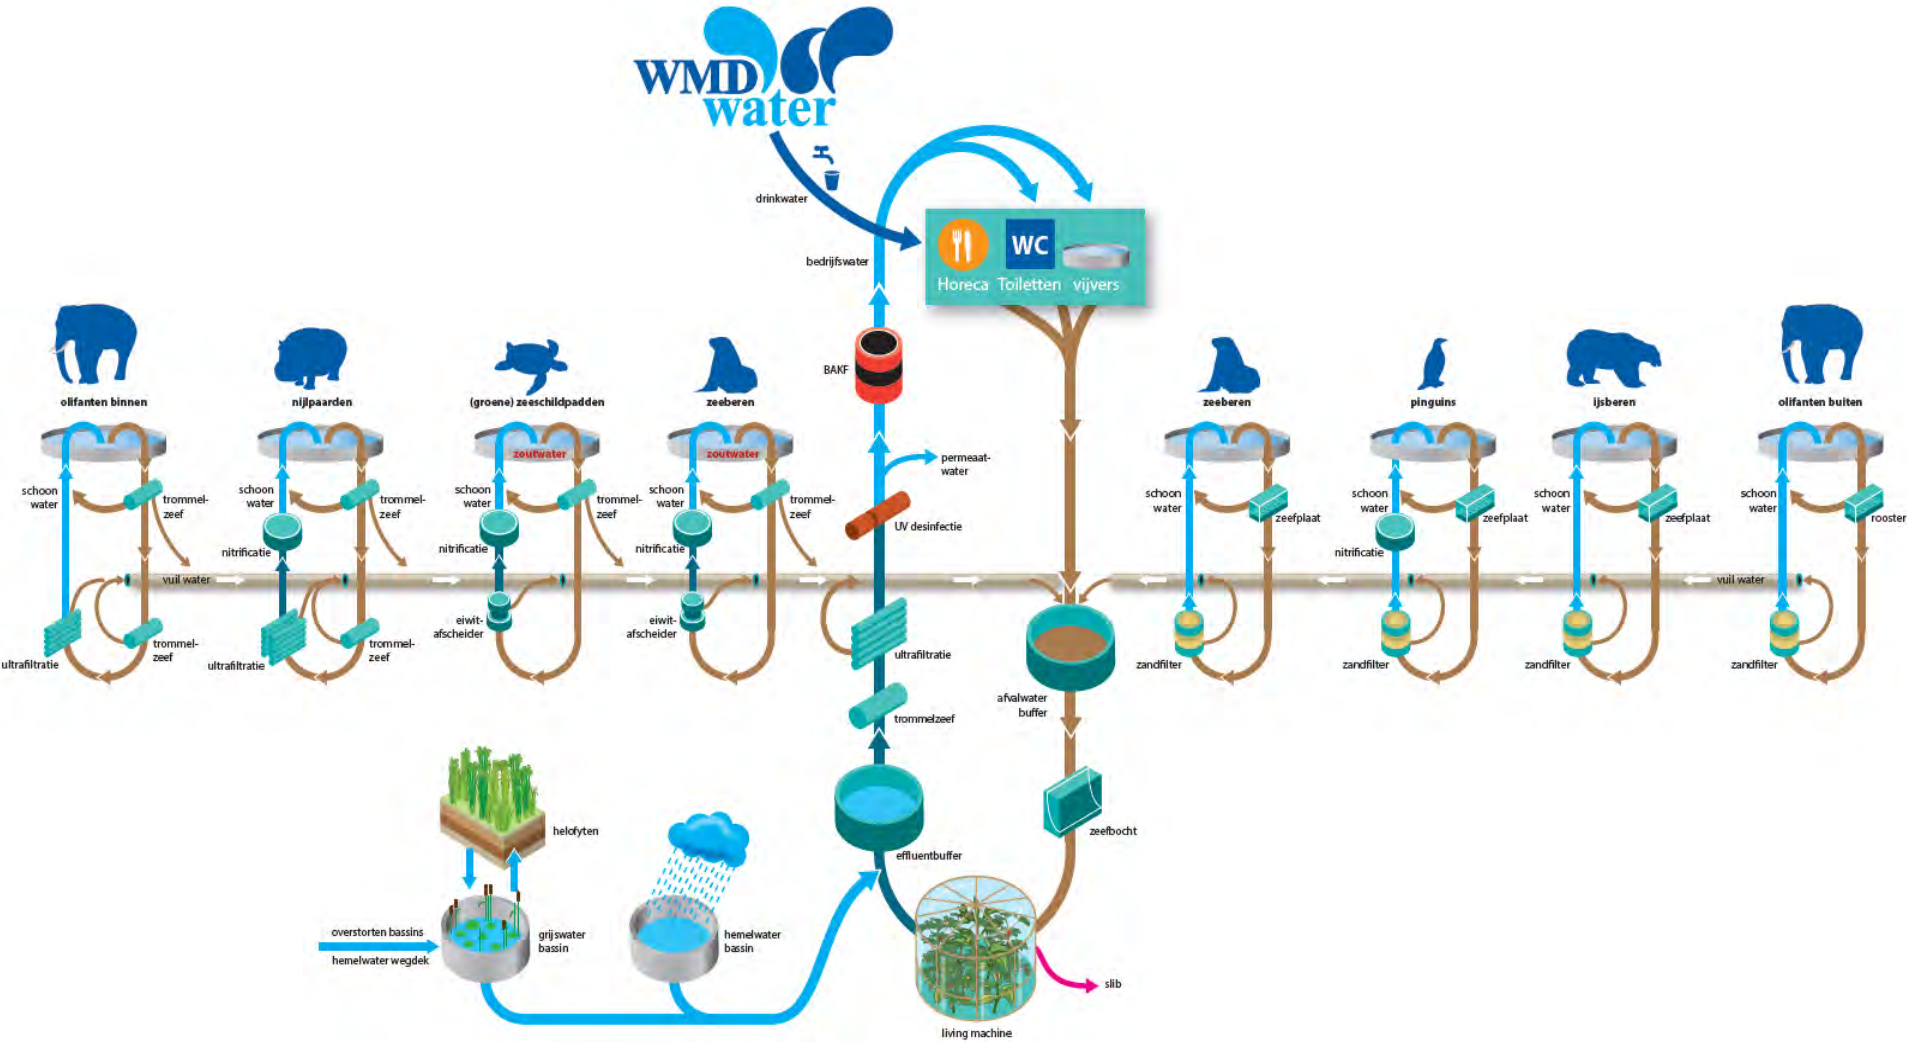 WMD
water
drinkwater
bedrijfswater
WC
Horeca Toiletten vijvers
BAKF
olifanten binnen
nijlpaarden
(groene) zeeschildpadden
zeeberen
zeeberen
pinguins
ijsberen
olifanten buiten
zoutwater
zoutwater
permeaat-
water
schoon
water
trommel-
zeef
schoon
water
trommel-
zeef
schoon
water
trommel-
zeef
schoon
water
trommel-
zeef
UV desinfectie
schoon
water
zeefplaat
schoon
water
zeefplaat
schoon
water
zeefplaat
schoon
water
rooster
nitrificatie
nitrificatie
nitrificatie
nitrificatie
vuil water
vuil water
eiwit-
afscheider
eiwit-
afscheider
ultrafiltratie
trommel-
zeef
ultrafiltratie
trommel-
zeef
ultrafiltratie
zandfilter
zandfilter
zandfilter
zandfilter
afvalwater
buffer
trommelzeef
helofyten
zeefbocht
effluentbuffer
overstorten bassins
hemelwater wegdek
grijswater
bassin
hemelwater
bassin
slib
living machine